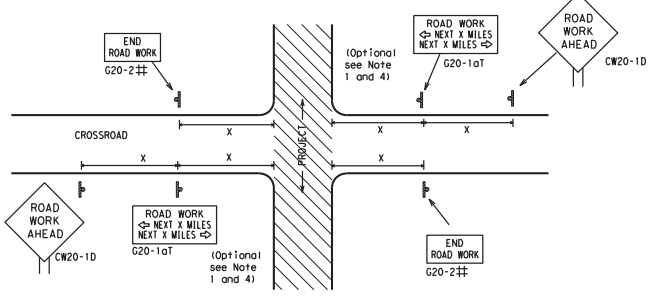 END
ROAD WORK
G20-2⌗
(Optional
see Note
1 and 4)
ROAD WORK
⇦ NEXT X MILES
NEXT X MILES ⇨
G20-1aT
ROAD
WORK
AHEAD
CW20-1D
X
X
X
CROSSROAD
PROJECT
X
X
X
ROAD
WORK
AHEAD
CW20-1D
ROAD WORK
⇦ NEXT X MILES
NEXT X MILES ⇨
G20-1aT
(Optional
see Note
1 and 4)
END
ROAD WORK
G20-2⌗